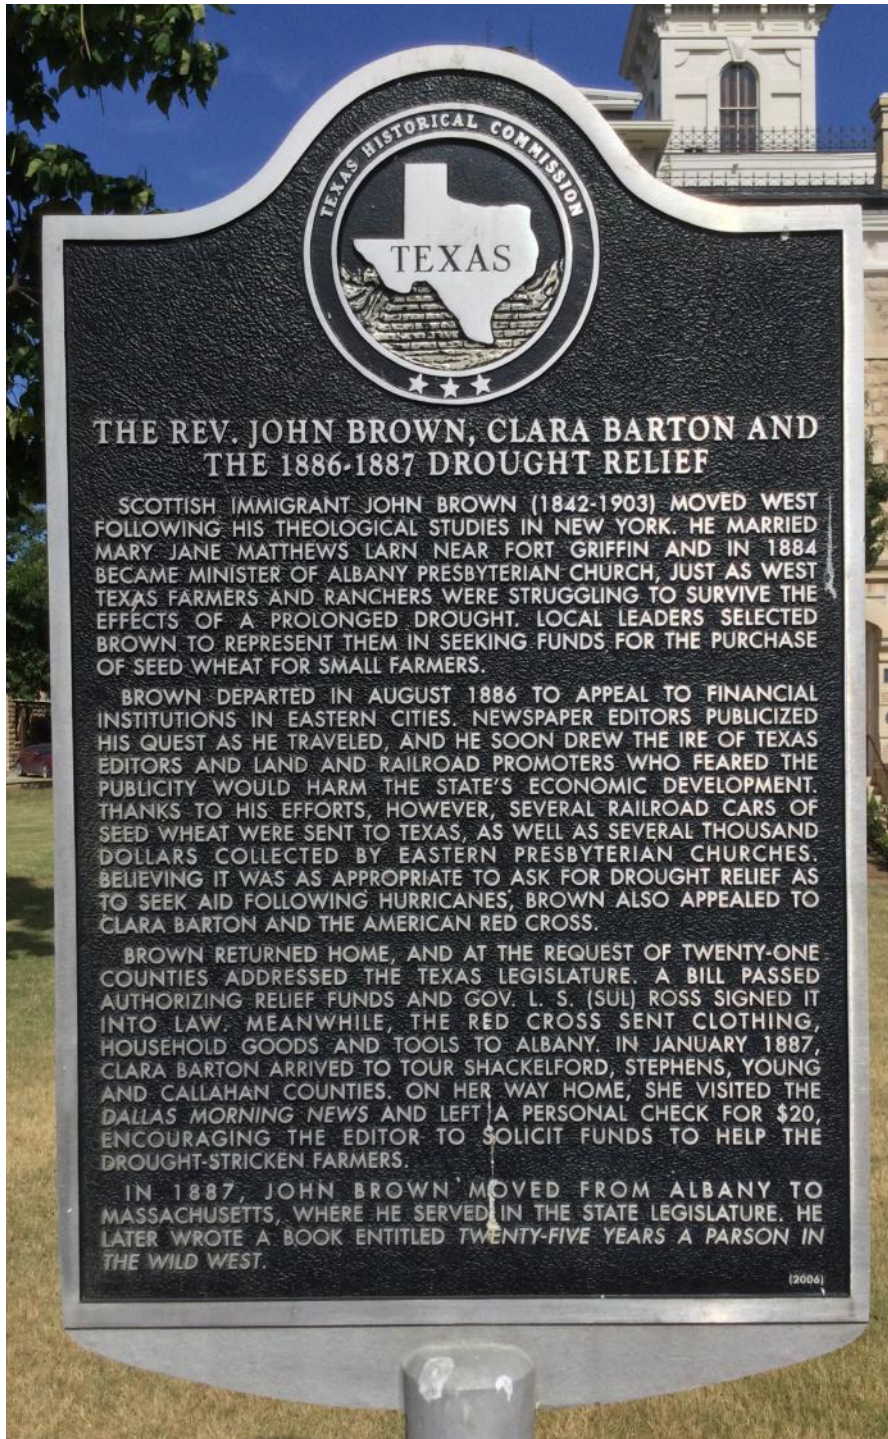 TEXAS HISTORICAL COMMISSION
TEXAS
THE REV. JOHN BROWN, CLARA BARTON AND
THE 1886-1887 DROUGHT RELIEF
SCOTTISH IMMIGRANT JOHN BROWN (1842-1903) MOVED WEST
FOLLOWING HIS THEOLOGICAL STUDIES IN NEW YORK. HE MARRIED
MARY JANE MATTHEWS LARN NEAR FORT GRIFFIN AND IN 1884
BECAME MINISTER OF ALBANY PRESBYTERIAN CHURCH, JUST AS WEST
TEXAS FARMERS AND RANCHERS WERE STRUGGLING TO SURVIVE THE
EFFECTS OF A PROLONGED DROUGHT. LOCAL LEADERS SELECTED
BROWN TO REPRESENT THEM IN SEEKING FUNDS FOR THE PURCHASE
OF SEED WHEAT FOR SMALL FARMERS.
BROWN DEPARTED IN AUGUST 1886 TO APPEAL TO FINANCIAL
INSTITUTIONS IN EASTERN CITIES. NEWSPAPER EDITORS PUBLICIZED
HIS QUEST AS HE TRAVELED, AND HE SOON DREW THE IRE OF TEXAS
EDITORS AND LAND AND RAILROAD PROMOTERS WHO FEARED THE
PUBLICITY WOULD HARM THE STATE'S ECONOMIC DEVELOPMENT.
THANKS TO HIS EFFORTS, HOWEVER, SEVERAL RAILROAD CARS OF
SEED WHEAT WERE SENT TO TEXAS, AS WELL AS SEVERAL THOUSAND
DOLLARS COLLECTED BY EASTERN PRESBYTERIAN CHURCHES.
BELIEVING IT WAS AS APPROPRIATE TO ASK FOR DROUGHT RELIEF AS
TO SEEK AID FOLLOWING HURRICANES, BROWN ALSO APPEALED TO
CLARA BARTON AND THE AMERICAN RED CROSS.
BROWN RETURNED HOME, AND AT THE REQUEST OF TWENTY-ONE
COUNTIES ADDRESSED THE TEXAS LEGISLATURE. A BILL PASSED
AUTHORIZING RELIEF FUNDS AND GOV. L. S. (SUL) ROSS SIGNED IT
INTO LAW. MEANWHILE, THE RED CROSS SENT CLOTHING,
HOUSEHOLD GOODS AND TOOLS TO ALBANY. IN JANUARY 1887,
CLARA BARTON ARRIVED TO TOUR SHACKELFORD, STEPHENS, YOUNG
AND CALLAHAN COUNTIES. ON HER WAY HOME, SHE VISITED THE
DALLAS MORNING NEWS AND LEFT A PERSONAL CHECK FOR $20,
ENCOURAGING THE EDITOR TO SOLICIT FUNDS TO HELP THE
DROUGHT-STRICKEN FARMERS.
IN 1887, JOHN BROWN MOVED FROM ALBANY TO
MASSACHUSETTS, WHERE HE SERVED IN THE STATE LEGISLATURE. HE
LATER WROTE A BOOK ENTITLED TWENTY-FIVE YEARS A PARSON IN
THE WILD WEST.
(2006)